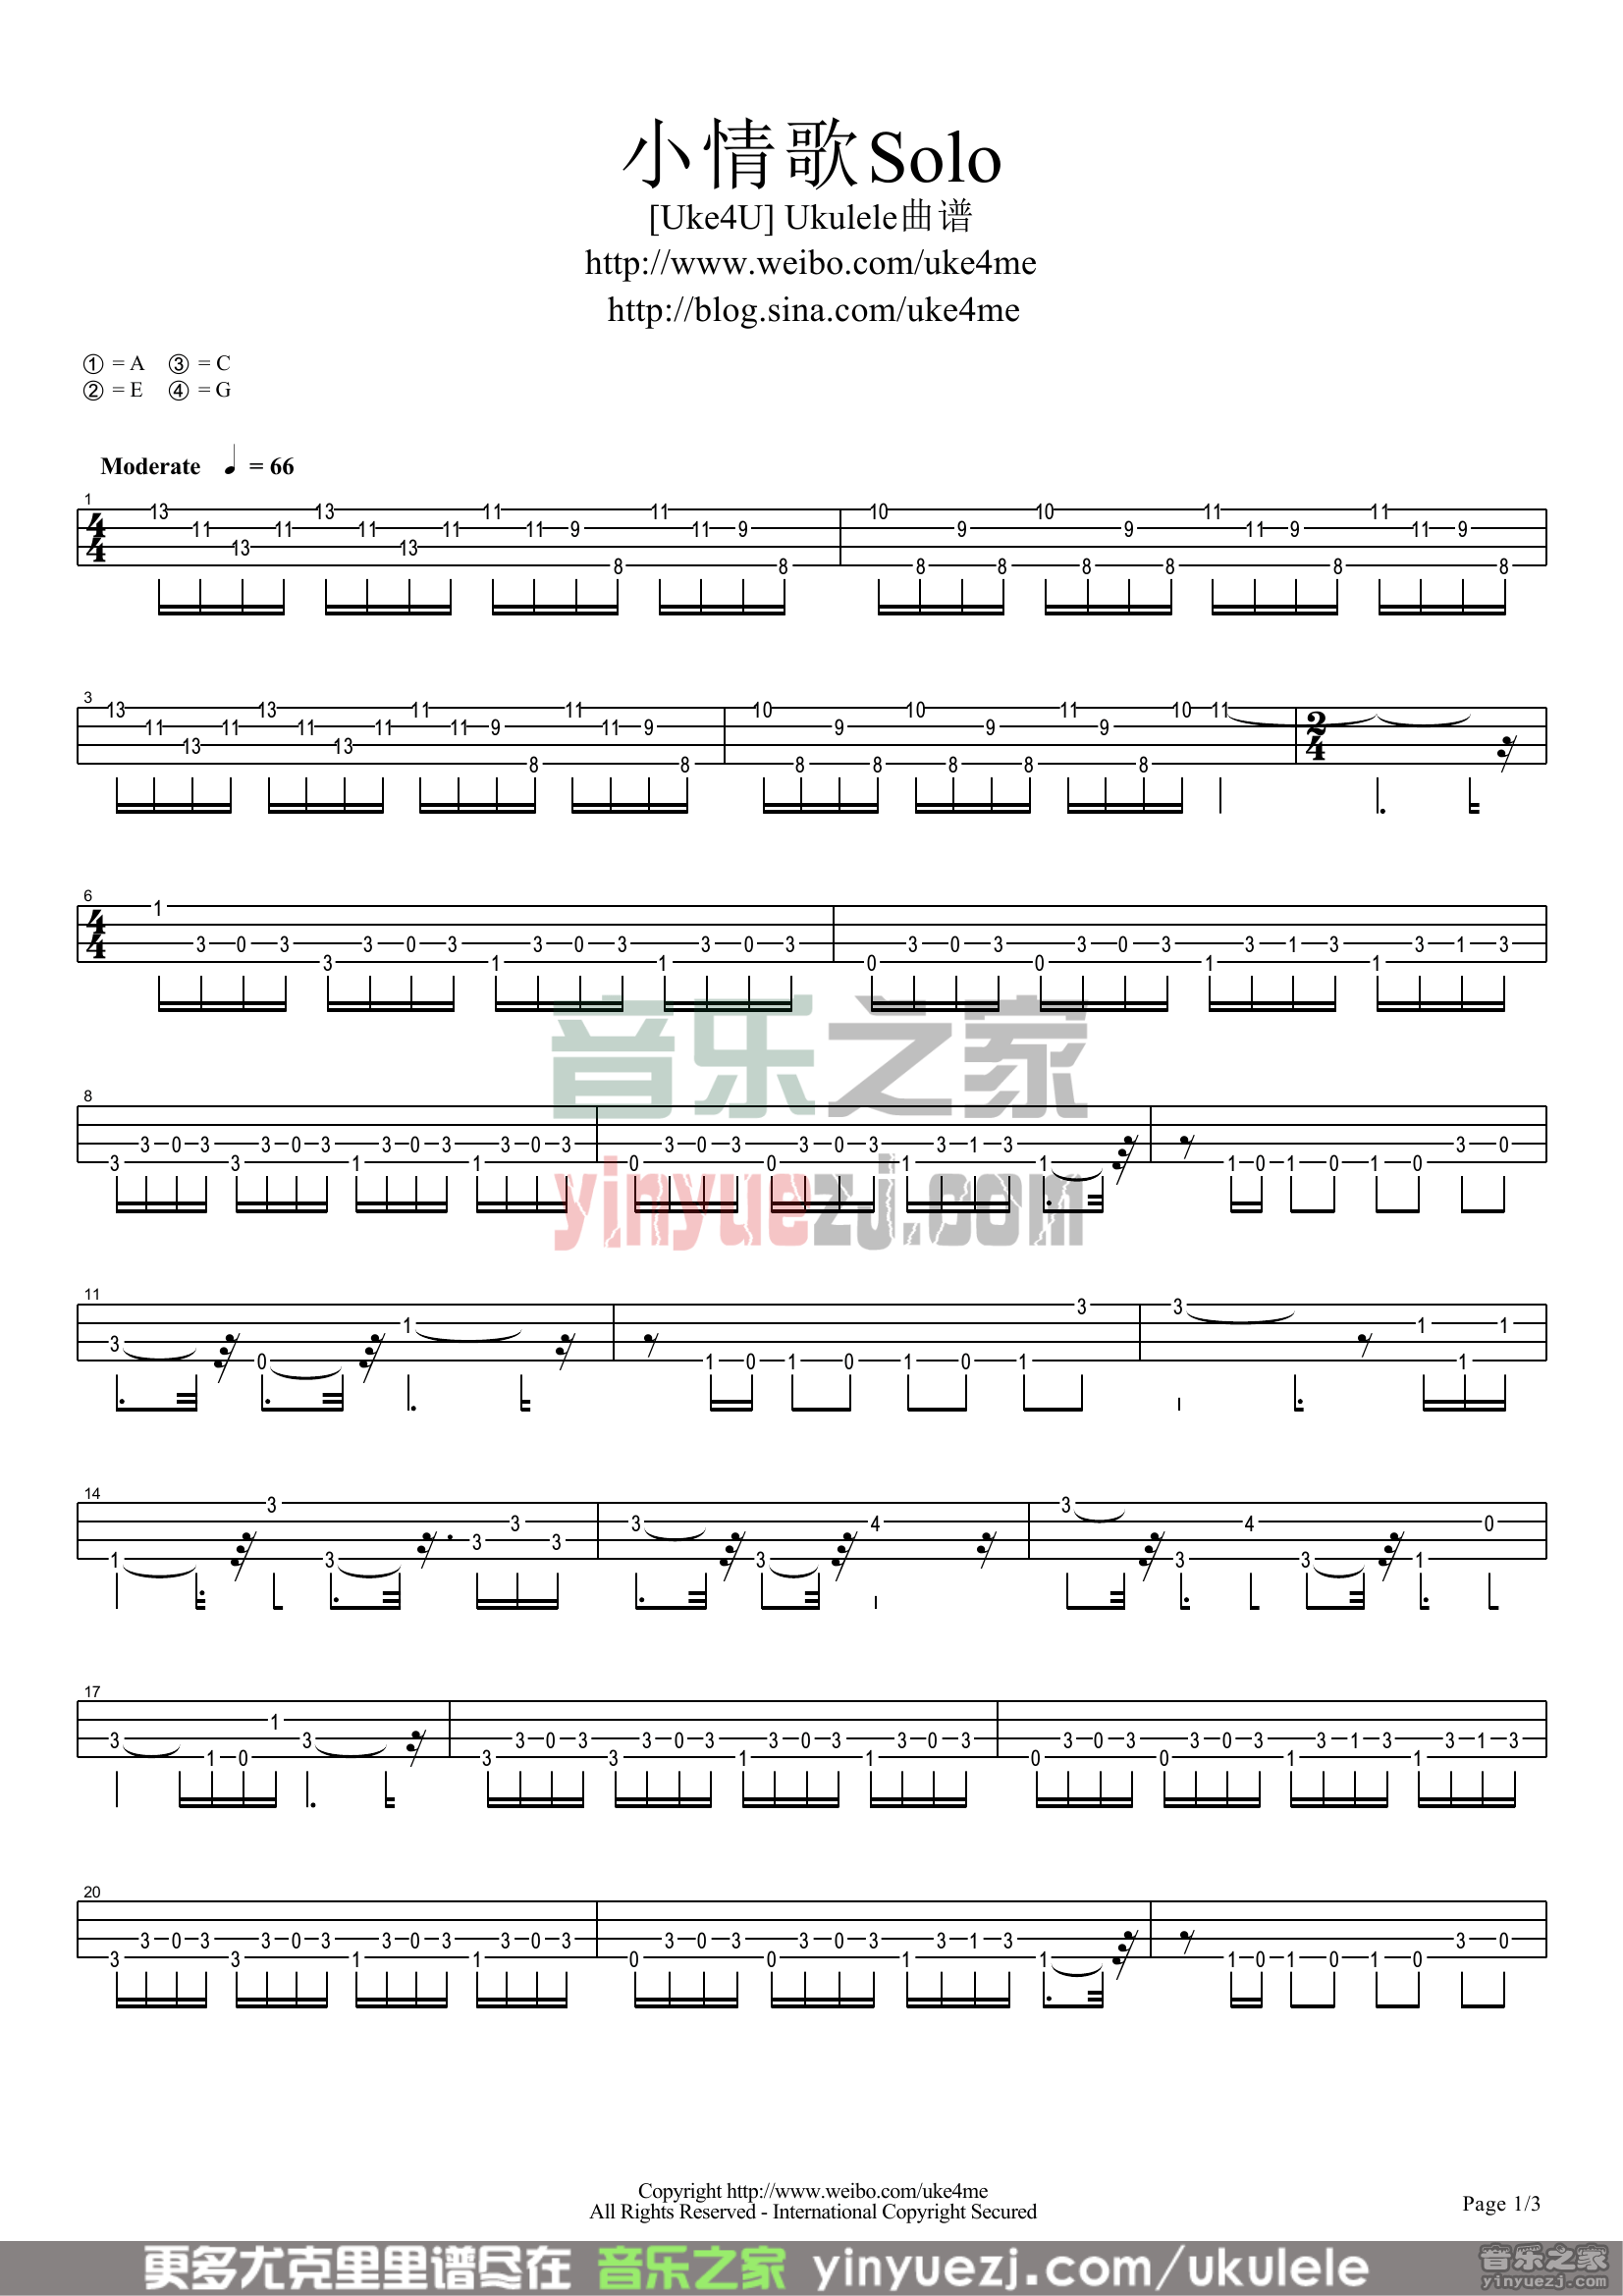 小情歌Solo
[Uke4U] Ukulele曲谱
http://www.weibo.com/uke4me
http://blog.sina.com/uke4me
① = A ③ = C
② = E ④ = G
Moderate ♩ = 66
1
4 4
13 11 13 11 13 11 13 11 11 11 9 8 11 11 9 8 10 8 9 8 10 8 9 8 11 11 9 8 11 11 9 8
3
13 11 13 11 13 11 13 11 11 11 9 8 11 11 9 8 10 8 9 8 10 8 9 8 11 9 8 10 11 2 4
6
4 4
1 3 0 3 3 3 0 3 1 3 0 3 1 3 0 3 0 3 0 3 0 3 0 3 1 3 1 3 1 3 1 3
音乐之家
8
3 3 0 3 3 3 0 3 1 3 0 3 1 3 0 3 0 3 0 3 0 3 0 3 1 3 1 3 1 1 0 1 0 1 0 3 0
yinyuezj.com
11
3 0 1 1 0 1 0 1 0 1 3 3 1 1 1
14
1 3 3 3 3 3 3 3 4 3 3 4 3 1 0
17
3 1 0 1 3 3 3 0 3 3 3 0 3 1 3 0 3 1 3 0 3 0 3 0 3 0 3 0 3 1 3 1 3 1 3 1 3
20
3 3 0 3 3 3 0 3 1 3 0 3 1 3 0 3 0 3 0 3 0 3 0 3 1 3 1 3 1 1 0 1 0 1 0 3 0
Copyright http://www.weibo.com/uke4me
All Rights Reserved - International Copyright Secured
Page 1/3
更多尤克里里谱尽在 音乐之家 yinyuezj.com/ukulele
音乐之家
yinyuezj.com